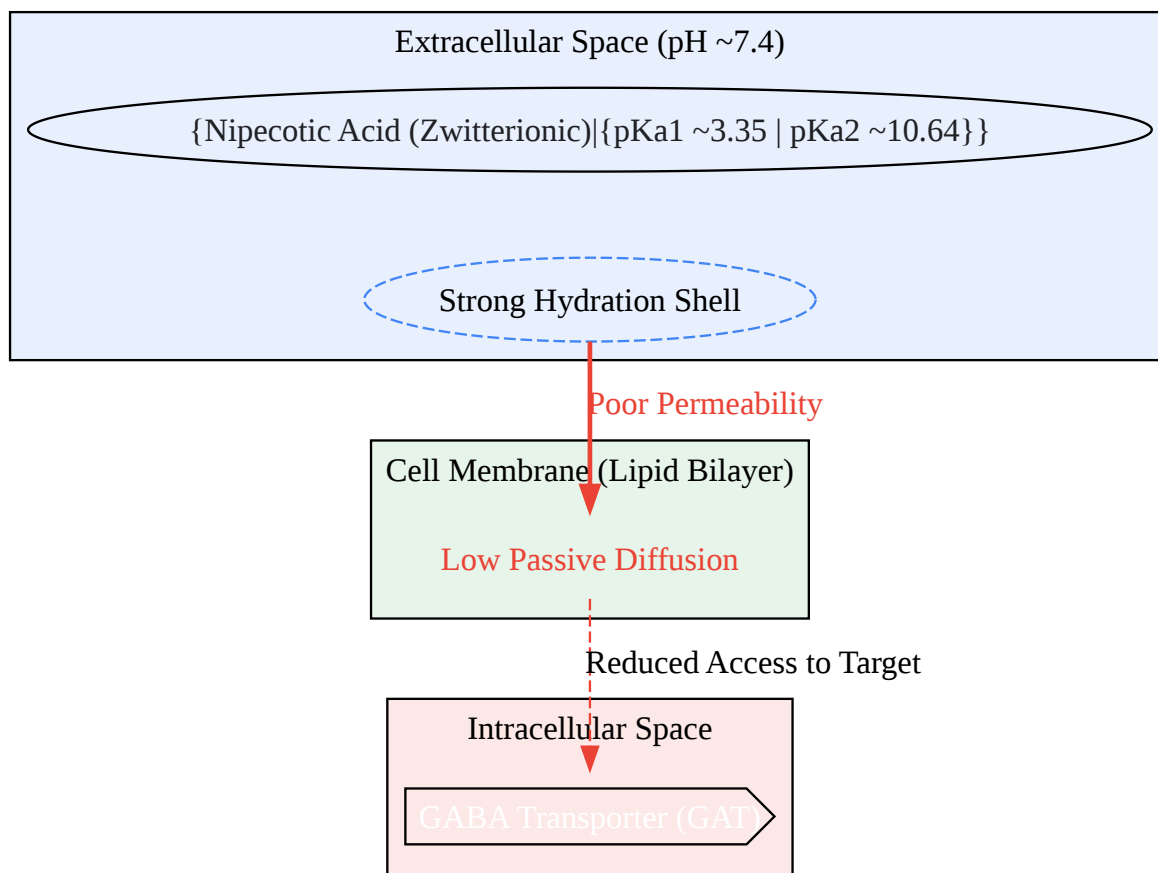 Extracellular Space (pH ~7.4)
{Nipecotic Acid (Zwitterionic)|{pKa1 ~3.35 | pKa2 ~10.64}}
Strong Hydration Shell
Poor Permeability
Cell Membrane (Lipid Bilayer)
Low Passive Diffusion
Reduced Access to Target
Intracellular Space
GABA Transporter (GAT)